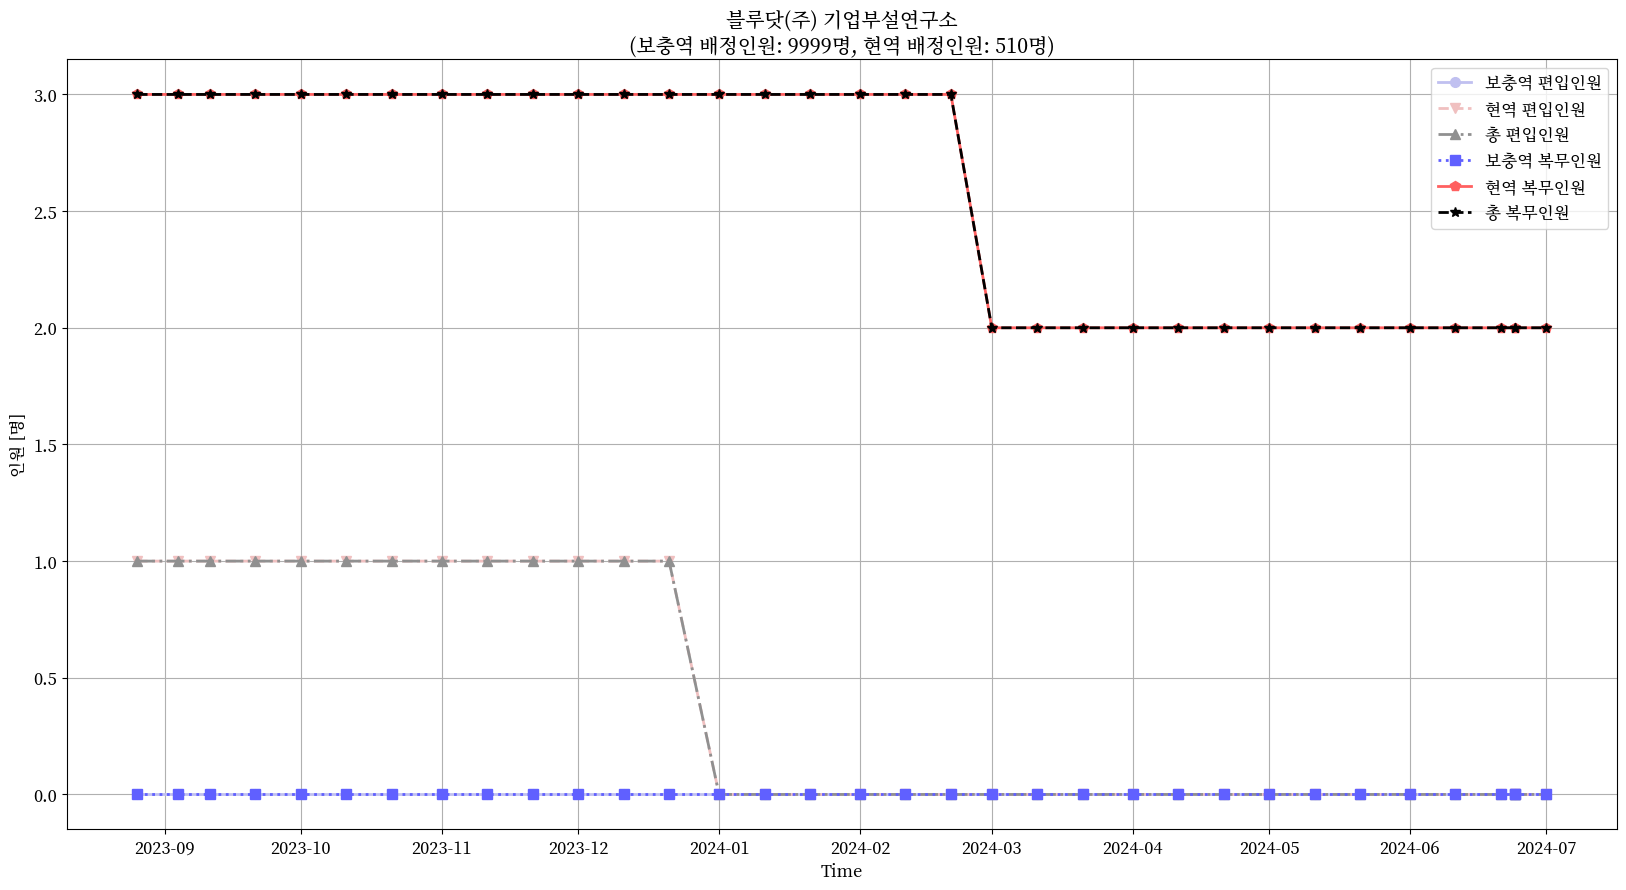 블루닷(주) 기업부설연구소
(보충역 배정인원: 9999명, 현역 배정인원: 510명)
3.0
2.5
2.0
1.5
1.0
0.5
0.0
인원 [명]
보충역 편입인원
현역 편입인원
총 편입인원
보충역 복무인원
현역 복무인원
총 복무인원
2023-09 2023-10 2023-11 2023-12 2024-01 2024-02 2024-03 2024-04 2024-05 2024-06 2024-07
Time